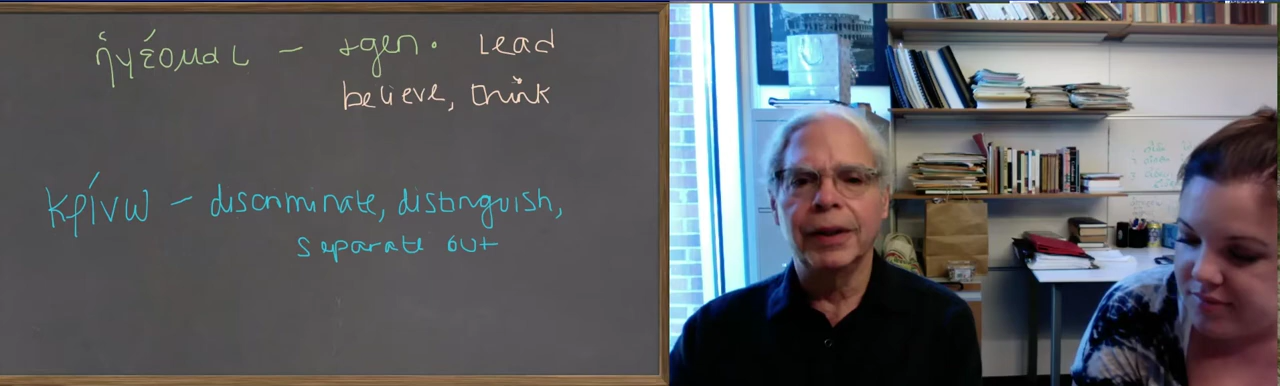 ἡγέομαι – +gen. Lead
believe, think
κρίνω – discriminate, distinguish,
separate out